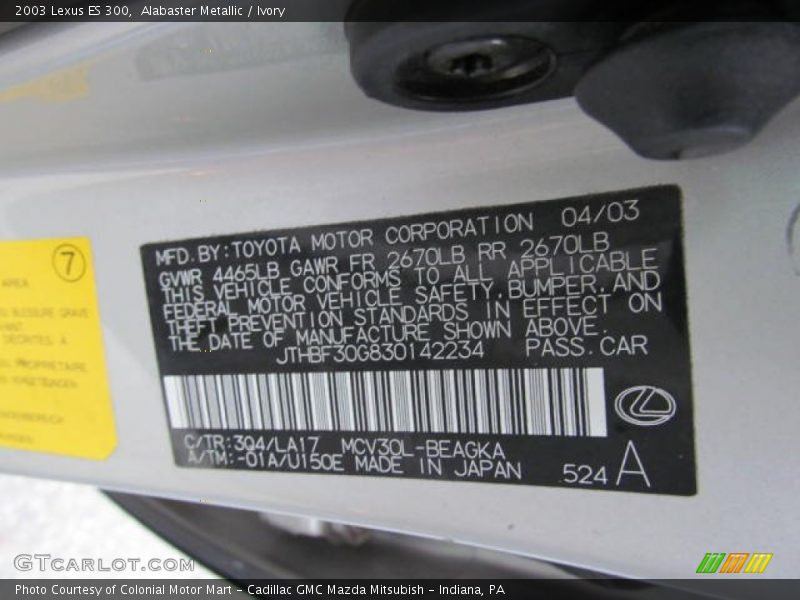 2003 Lexus ES 300, Alabaster Metallic / Ivory
MFD. BY: TOYOTA MOTOR CORPORATION 04/03
GVWR 4465LB GAWR FR 2670LB RR 2670LB
THIS VEHICLE CONFORMS TO ALL APPLICABLE
FEDERAL MOTOR VEHICLE SAFETY, BUMPER, AND
THEFT PREVENTION STANDARDS IN EFFECT ON
THE DATE OF MANUFACTURE SHOWN ABOVE.
JTHBF30G830142234 PASS. CAR
C/TR: 3Q4/LA17 MCV30L-BEAGKA
A/TM: -01A/U150E MADE IN JAPAN
524 A
7
AREA
GTCarlot.com
Photo Courtesy of Colonial Motor Mart - Cadillac GMC Mazda Mitsubish - Indiana, PA